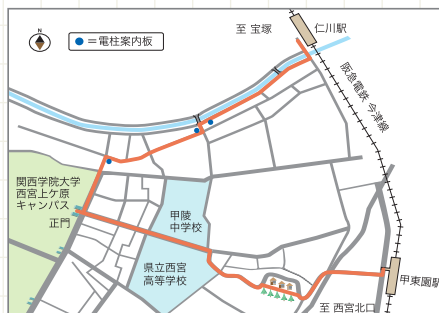 至 宝塚
仁川駅
N
＝電柱案内板
阪急電鉄 今津線
関西学院大学
西宮上ケ原
キャンパス
正門
甲陵
中学校
県立西宮
高等学校
甲東園駅
至 西宮北口